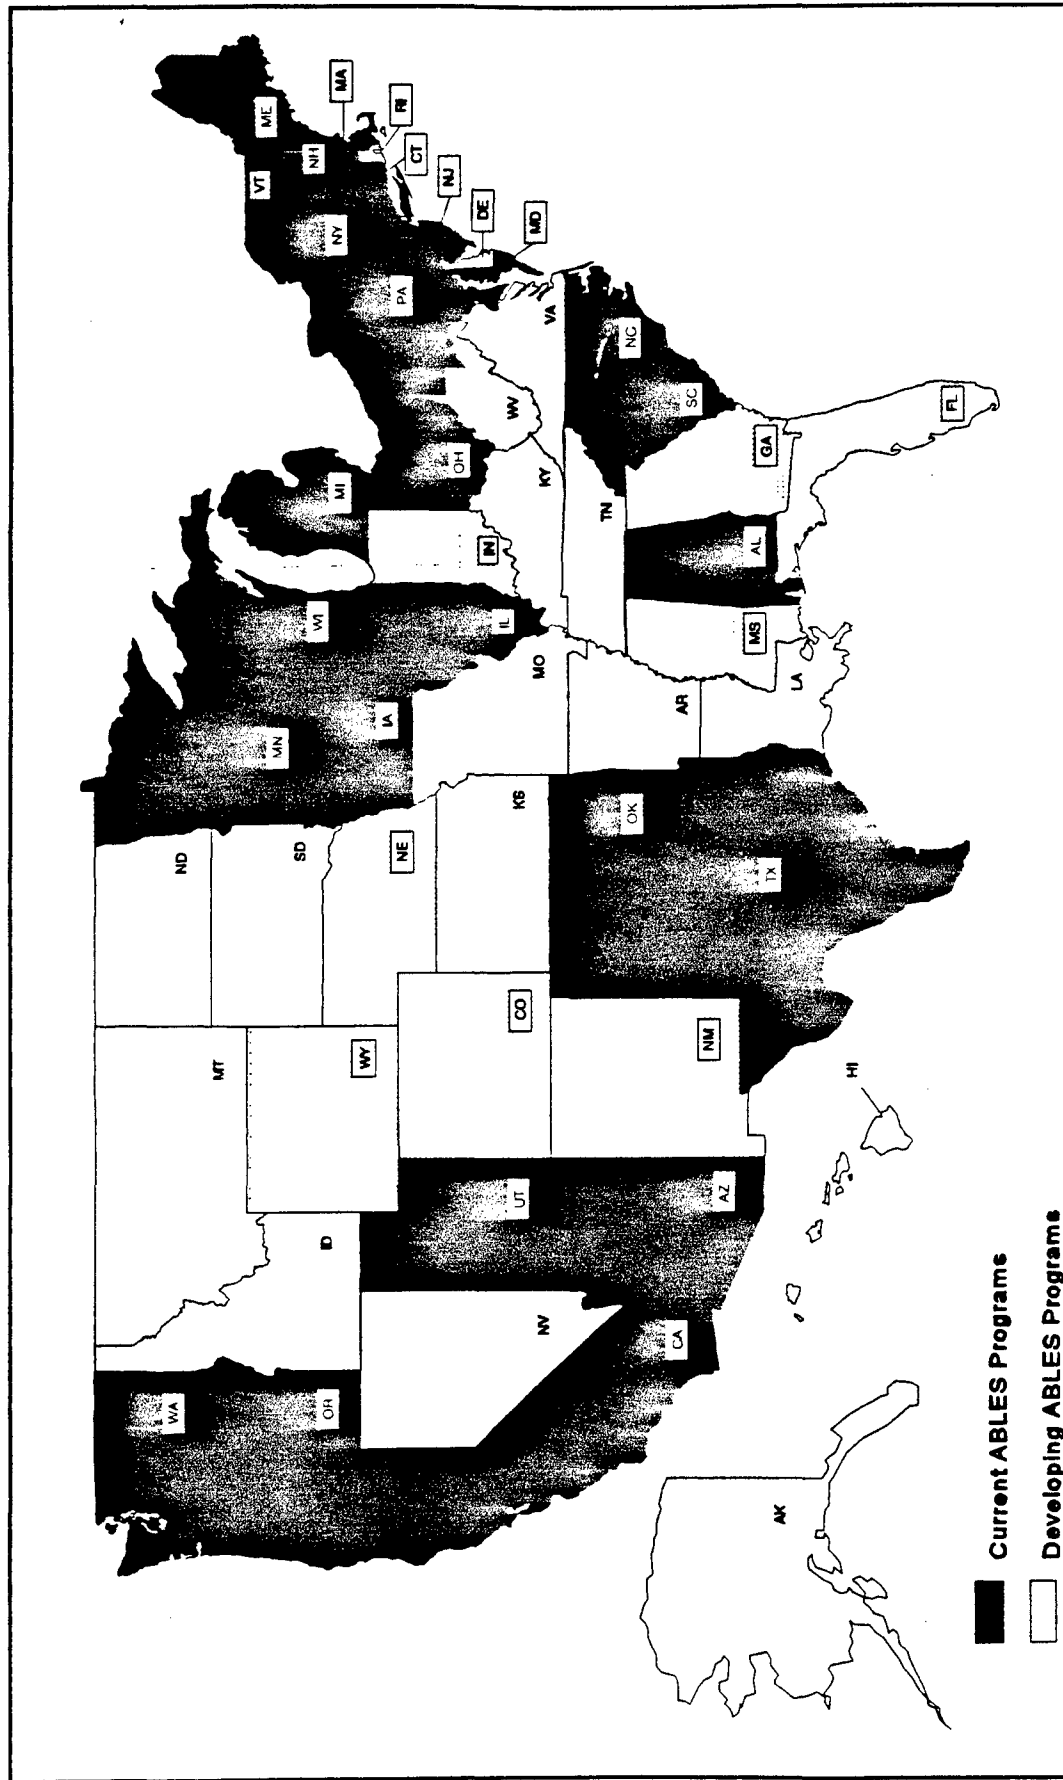 WA
OR
CA
NV
ID
MT
WY
UT
AZ
CO
NM
ND
SD
NE
KS
OK
TX
MN
IA
MO
AR
LA
WI
IL
MS
MI
IN
OH
KY
TN
AL
GA
FL
WV
VA
NC
SC
PA
NY
VT
NH
ME
MA
RI
CT
NJ
DE
MD
AK
HI
Current ABLES Programs
Developing ABLES Programs